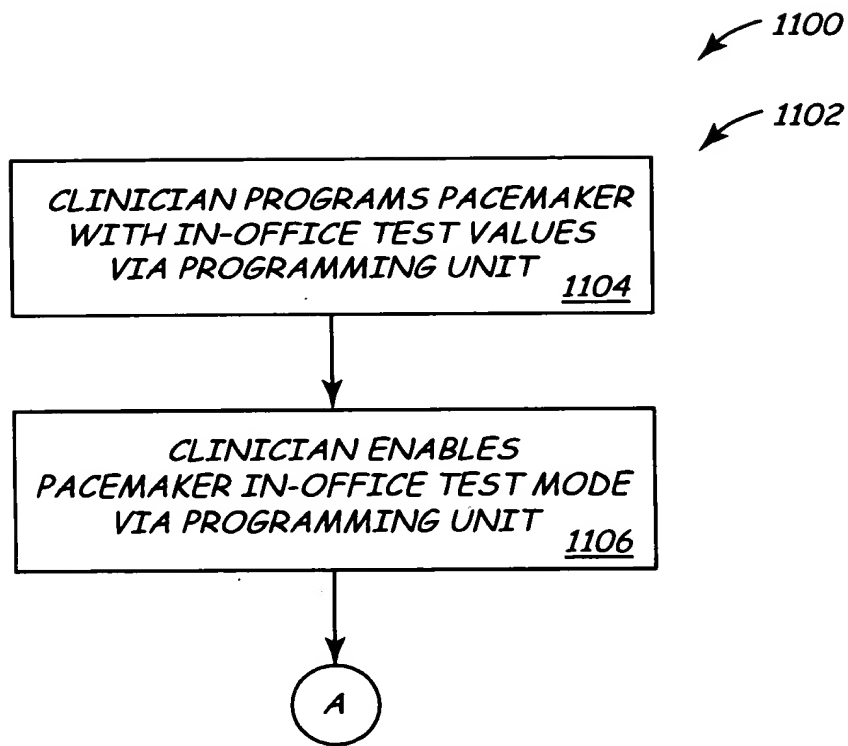 1100
1102
CLINICIAN PROGRAMS PACEMAKER
WITH IN-OFFICE TEST VALUES
VIA PROGRAMMING UNIT
1104
CLINICIAN ENABLES
PACEMAKER IN-OFFICE TEST MODE
VIA PROGRAMMING UNIT
1106
A